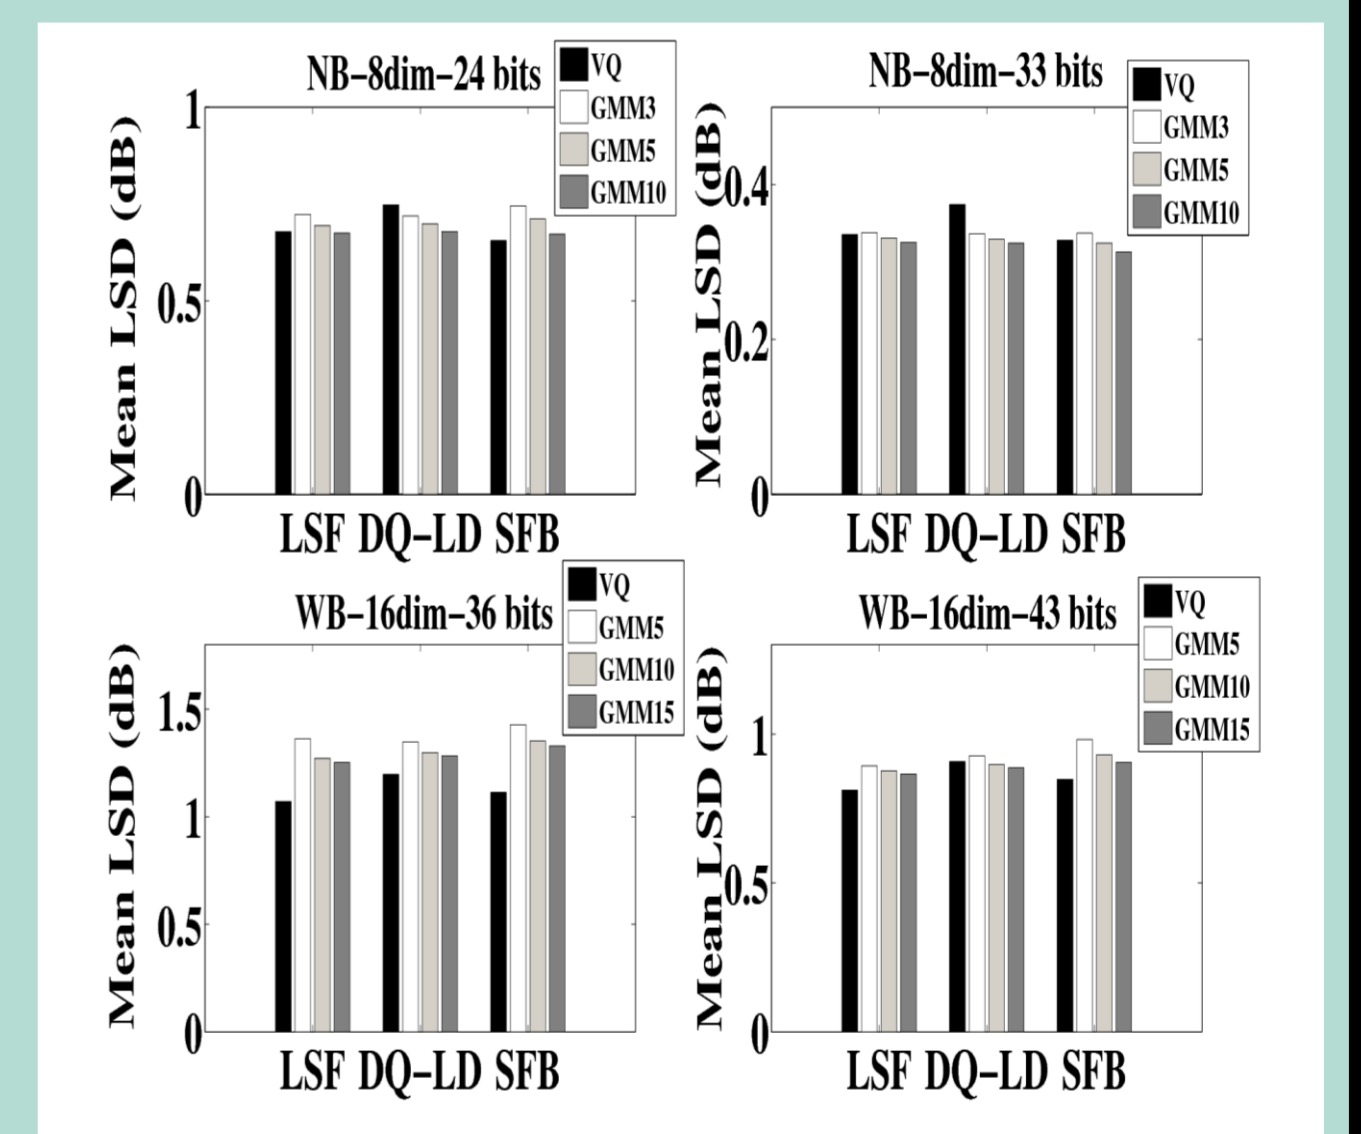 NB–8dim–24 bits
VQ
GMM3
GMM5
GMM10
Mean LSD (dB)
1
0.5
0
LSF DQ–LD SFB
NB–8dim–33 bits
VQ
GMM3
GMM5
GMM10
Mean LSD (dB)
0.4
0.2
0
LSF DQ–LD SFB
WB–16dim–36 bits
VQ
GMM5
GMM10
GMM15
Mean LSD (dB)
1.5
1
0.5
0
LSF DQ–LD SFB
WB–16dim–43 bits
VQ
GMM5
GMM10
GMM15
Mean LSD (dB)
1
0.5
0
LSF DQ–LD SFB